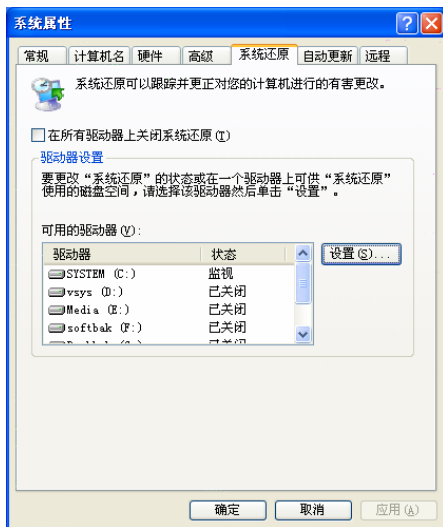 系统属性
常规 计算机名 硬件 高级 系统还原 自动更新 远程
系统还原可以跟踪并更正对您的计算机进行的有害更改。
在所有驱动器上关闭系统还原(T)
驱动器设置
要更改“系统还原”的状态或在一个驱动器上可供“系统还原”
使用的磁盘空间，请选择该驱动器然后单击“设置”。
可用的驱动器(V):
驱动器 状态
设置(S)...
SYSTEM (C:) 监视
vsys (D:) 已关闭
Media (E:) 已关闭
softbak (F:) 已关闭
确定 取消 应用(A)